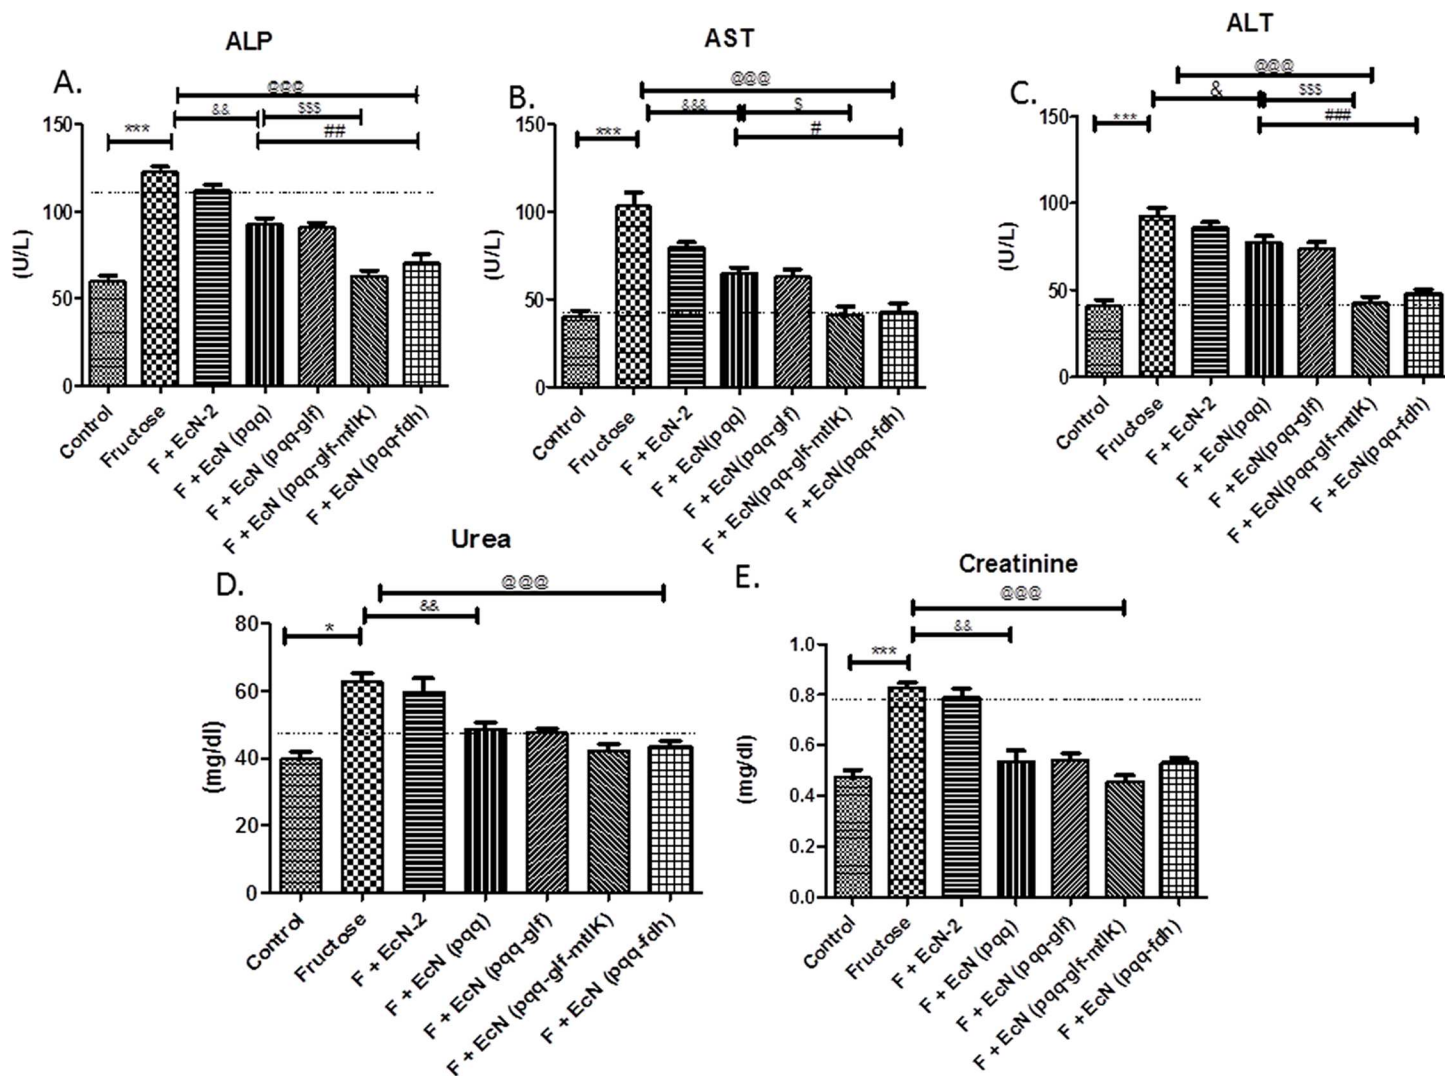 ALP
A.
@@@
&&
$$$
***
##
150
100
50
0
(U/L)
Control
Fructose
F + EcN-2
F + EcN (pqq)
F + EcN (pqq-glf)
F + EcN (pqq-glf-mtlK)
F + EcN (pqq-fdh)
AST
B.
@@@
&&&
$
***
#
150
100
50
0
(U/L)
Control
Fructose
F + EcN-2
F + EcN(pqq)
F + EcN (pqq-glf)
F + EcN(pqq-glf-mtlK)
F + EcN(pqq-fdh)
ALT
C.
@@@
&
$$$
***
###
150
100
50
0
(U/L)
Control
Fructose
F + EcN-2
F + EcN(pqq)
F + EcN(pqq-glf)
F + EcN(pqq-glf-mtlK)
F + EcN(pqq-fdh)
Urea
D.
@@@
&&
*
80
60
40
20
0
(mg/dl)
Control
Fructose
F + EcN-2
F + EcN (pqq)
F + EcN (pqq-glf)
F + EcN (pqq-glf-mtlK)
F + EcN (pqq-fdh)
Creatinine
E.
@@@
&&
***
1.0
0.8
0.6
0.4
0.2
0.0
(mg/dl)
Control
Fructose
F + EcN-2
F + EcN (pqq)
F + EcN (pqq-glf)
F + EcN (pqq-glf-mtlK)
F + EcN (pqq-fdh)